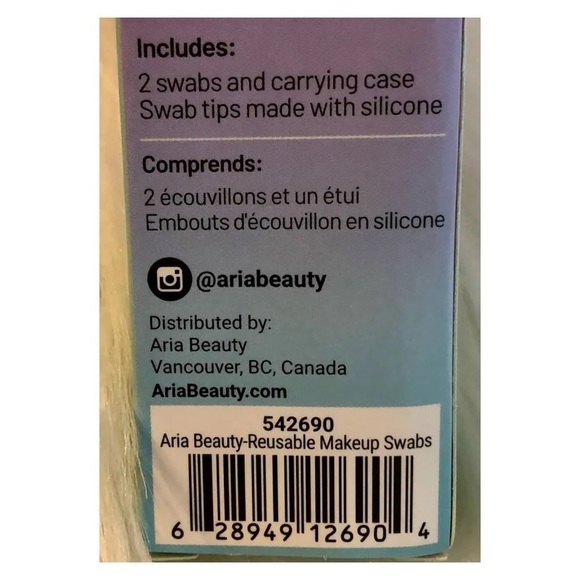 Includes:
2 swabs and carrying case
Swab tips made with silicone
Comprends:
2 écouvillons et un étui
Embouts d'écouvillon en silicone
@ariabeauty
Distributed by:
Aria Beauty
Vancouver, BC, Canada
AriaBeauty.com
542690
Aria Beauty-Reusable Makeup Swabs
6 28949 12690 4